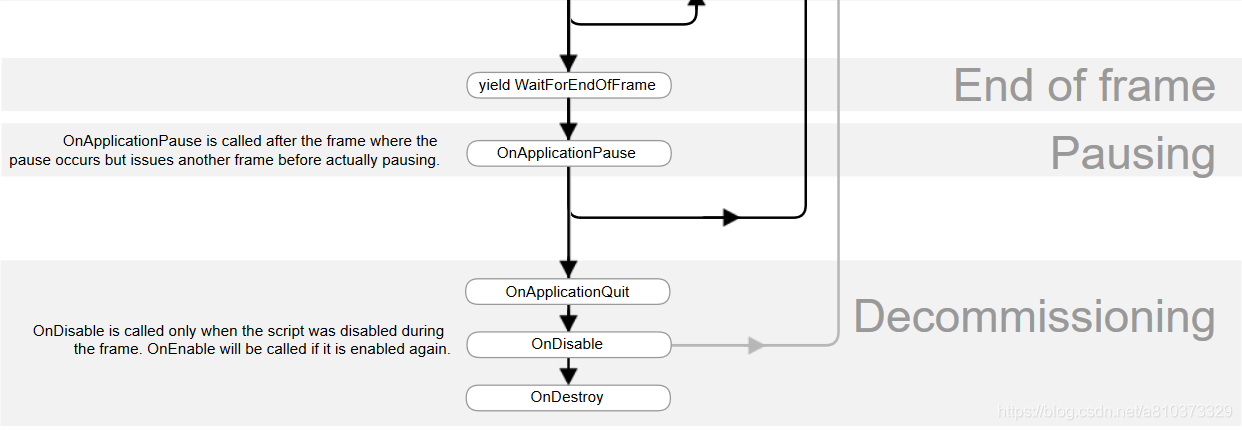 yield WaitForEndOfFrame
End of frame
OnApplicationPause is called after the frame where the
pause occurs but issues another frame before actually pausing.
OnApplicationPause
Pausing
OnApplicationQuit
Decommissioning
OnDisable is called only when the script was disabled during
the frame. OnEnable will be called if it is enabled again.
OnDisable
OnDestroy
https://blog.csdn.net/a810373329